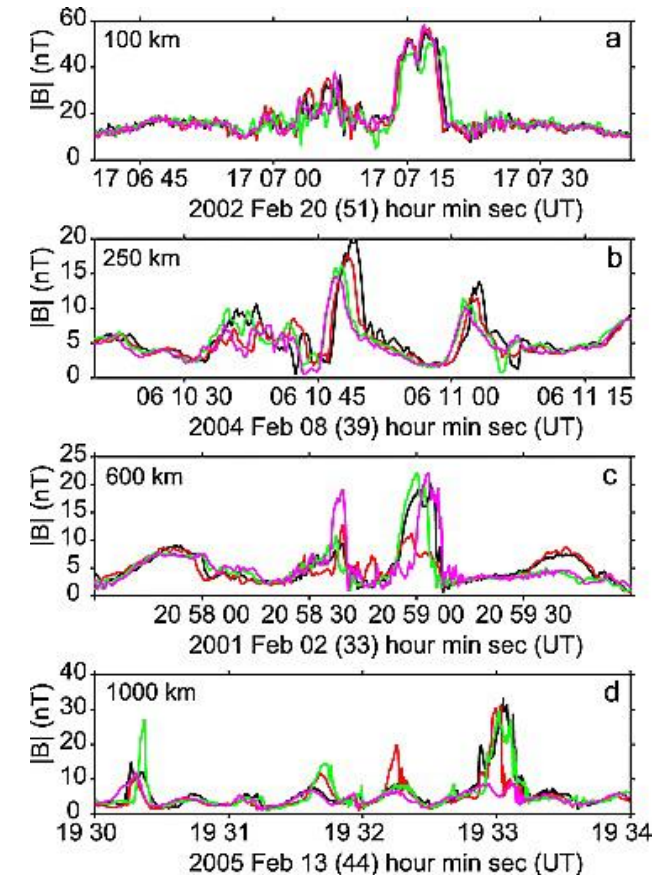 60
100 km
a
40
20
0
|B| (nT)
17 06 45 17 07 00 17 07 15 17 07 30
2002 Feb 20 (51) hour min sec (UT)
20
250 km
b
15
10
5
0
|B| (nT)
06 10 30 06 10 45 06 11 00 06 11 15
2004 Feb 08 (39) hour min sec (UT)
25
600 km
c
20
15
10
5
0
|B| (nT)
20 58 00 20 58 30 20 59 00 20 59 30
2001 Feb 02 (33) hour min sec (UT)
40
1000 km
d
30
20
10
0
|B| (nT)
19 30 19 31 19 32 19 33 19 34
2005 Feb 13 (44) hour min sec (UT)